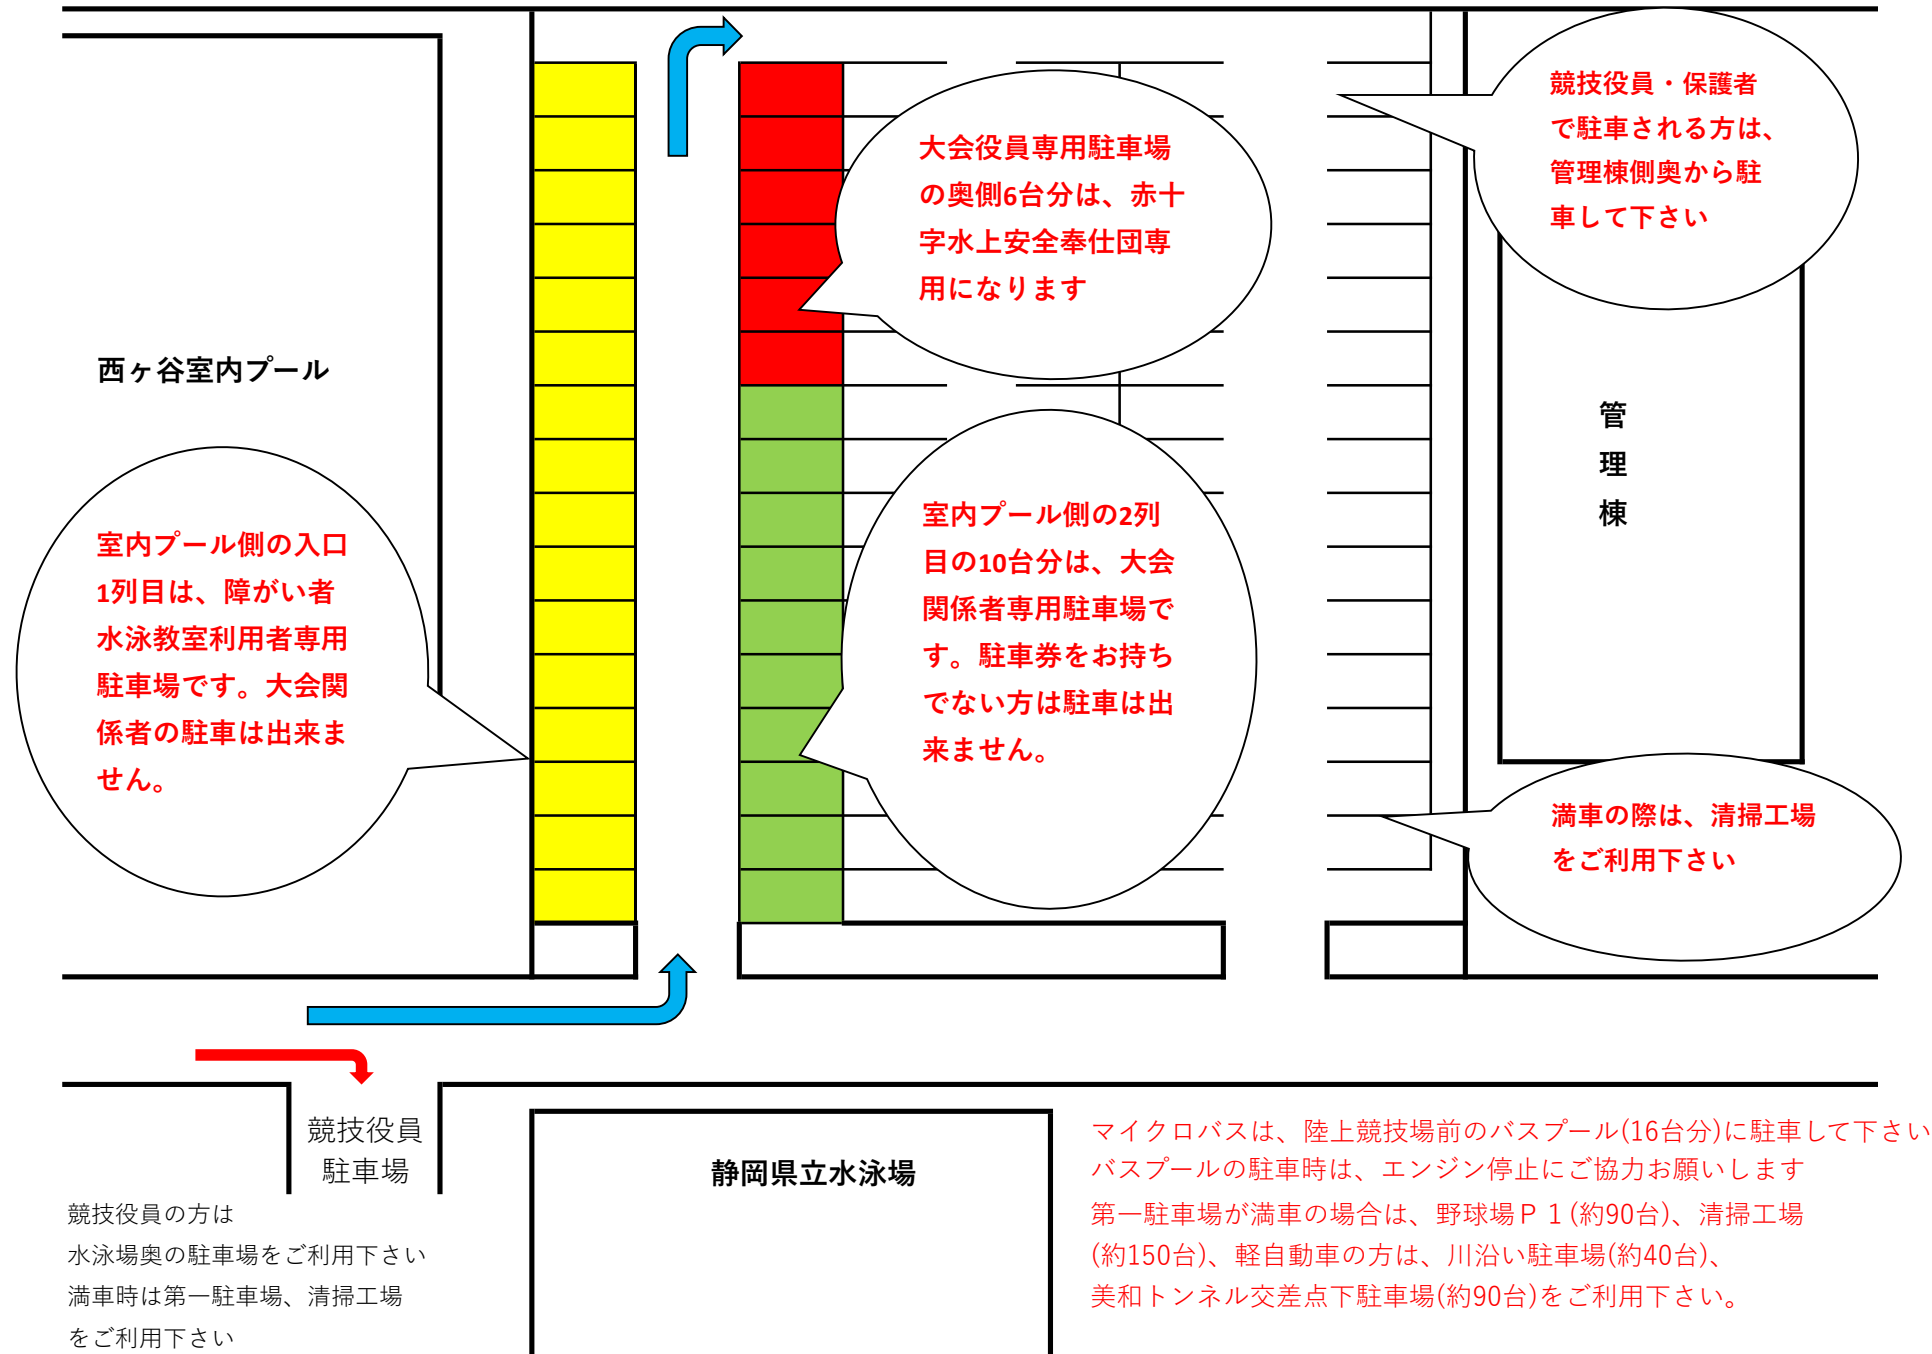 競技役員・保護者
で駐車される方は、
管理棟側奥から駐
車して下さい
大会役員専用駐車場
の奥側6台分は、赤十
字水上安全奉仕団専
用になります
西ヶ谷室内プール
管
理
棟
室内プール側の入口
1列目は、障がい者
水泳教室利用者専用
駐車場です。大会関
係者の駐車は出来ま
せん。
室内プール側の2列
目の10台分は、大会
関係者専用駐車場で
す。駐車券をお持ち
でない方は駐車は出
来ません。
満車の際は、清掃工場
をご利用下さい
競技役員
駐車場
競技役員の方は
水泳場奥の駐車場をご利用下さい
満車時は第一駐車場、清掃工場
をご利用下さい
静岡県立水泳場
マイクロバスは、陸上競技場前のバスプール(16台分)に駐車して下さい
バスプールの駐車時は、エンジン停止にご協力お願いします
第一駐車場が満車の場合は、野球場Ｐ１(約90台)、清掃工場
(約150台)、軽自動車の方は、川沿い駐車場(約40台)、
美和トンネル交差点下駐車場(約90台)をご利用下さい。